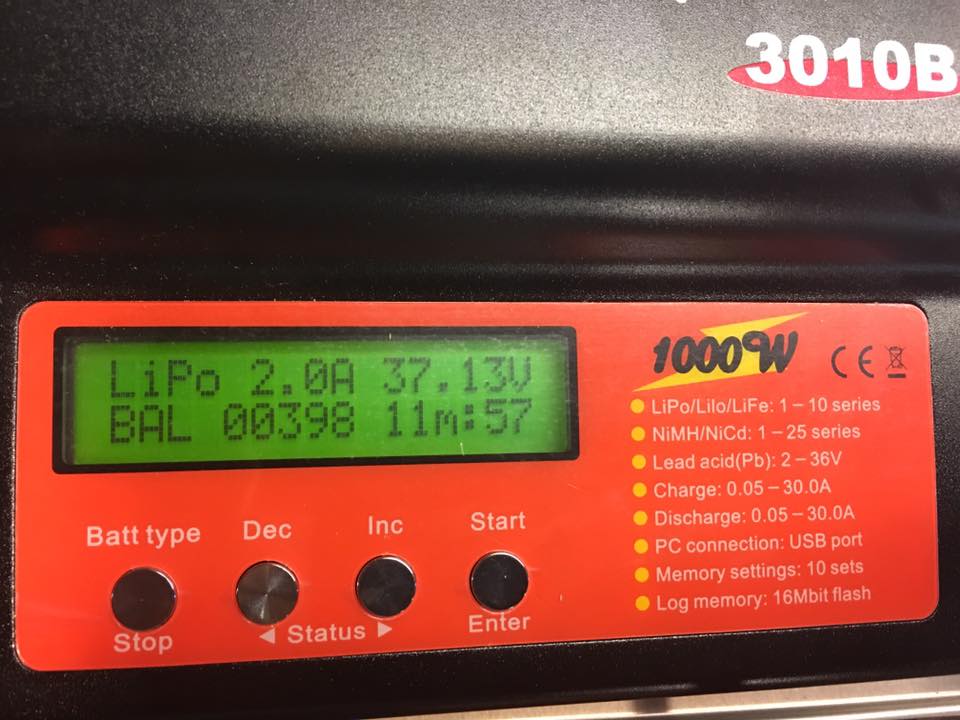 3010B
LiPo 2.0A 37.13V
BAL 00398 11m:57
Batt type
Dec
Inc
Start
Stop
◄ Status ►
Enter
1000W
CE
LiPo/LiIo/LiFe: 1 – 10 series
NiMH/NiCd: 1 – 25 series
Lead acid(Pb): 2 – 36V
Charge: 0.05 – 30.0A
Discharge: 0.05 – 30.0A
PC connection: USB port
Memory settings: 10 sets
Log memory: 16Mbit flash